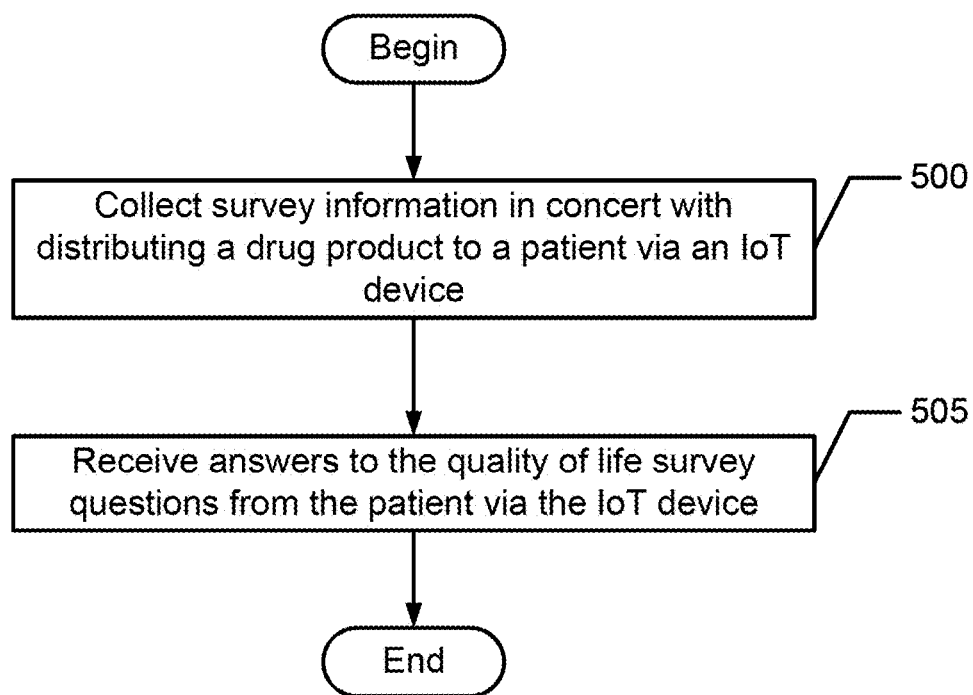 Begin
Collect survey information in concert with
distributing a drug product to a patient via an IoT
device
500
Receive answers to the quality of life survey
questions from the patient via the IoT device
505
End